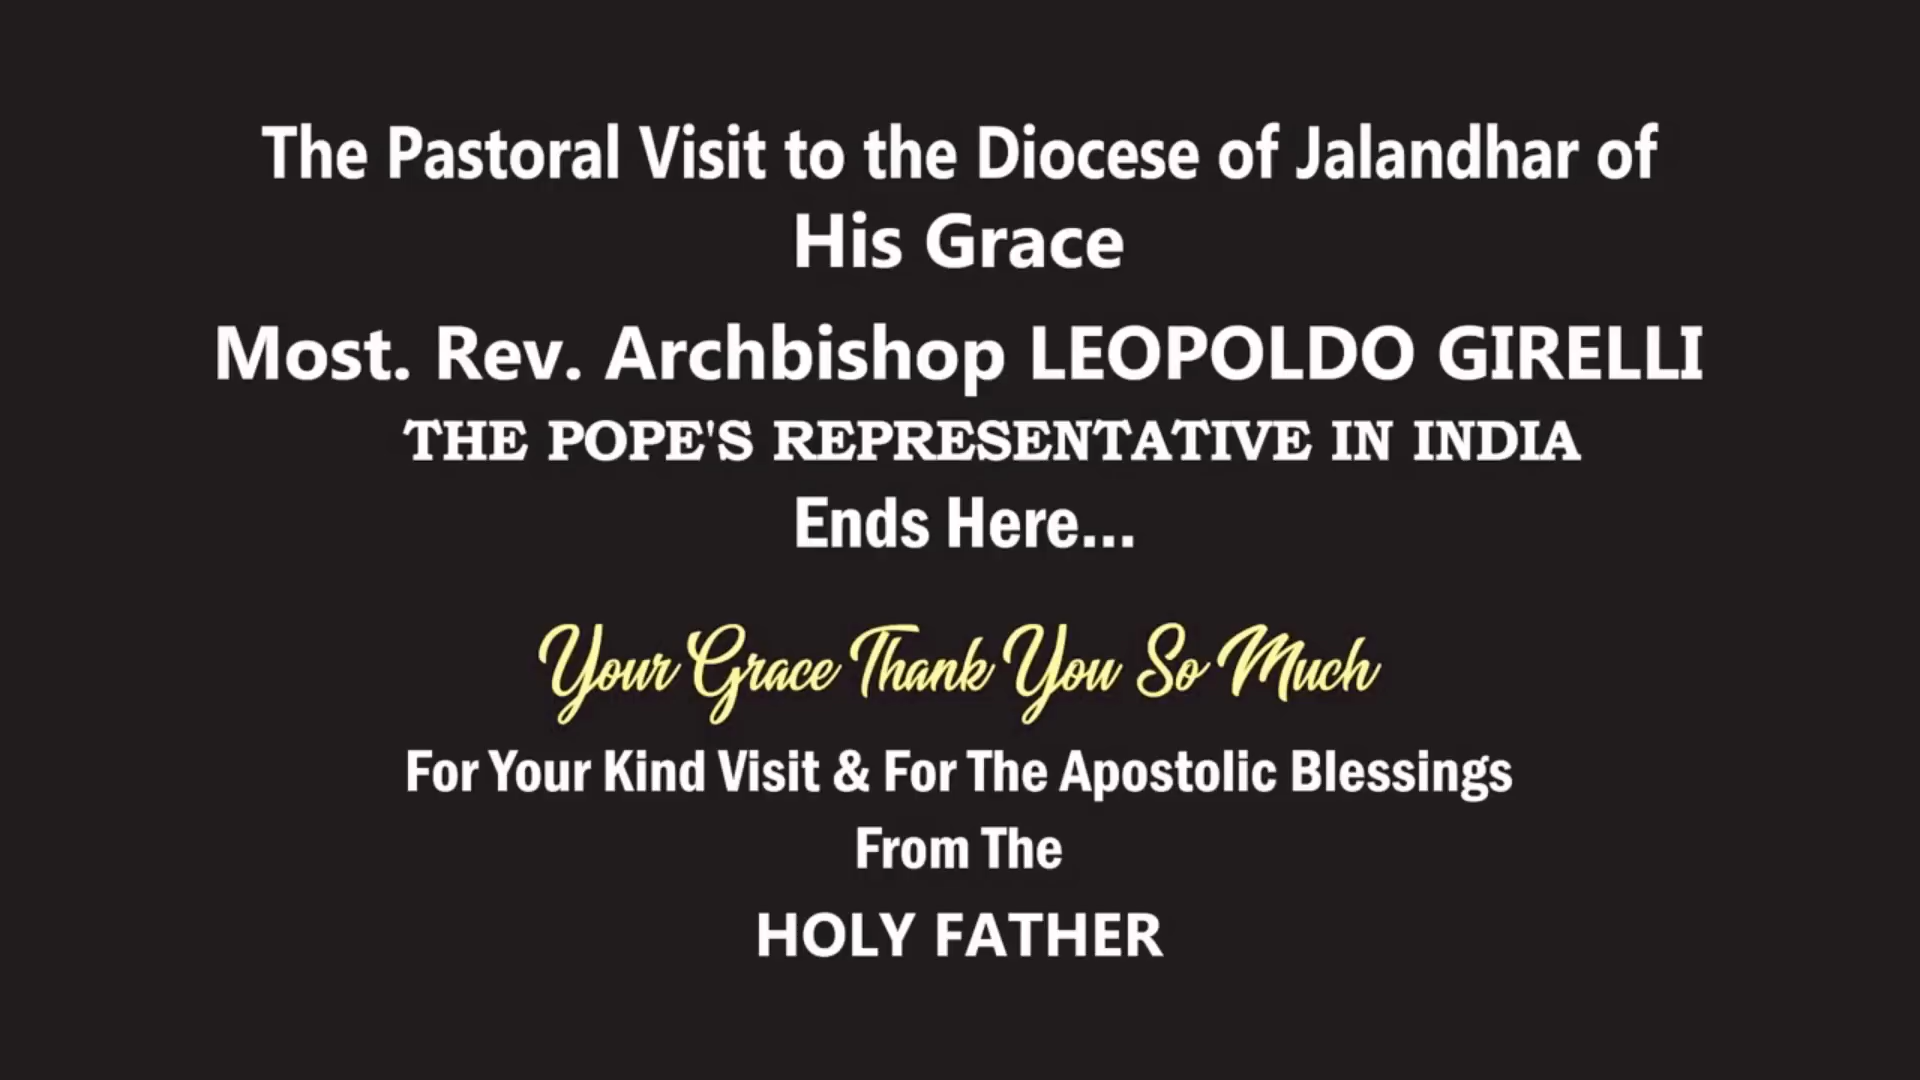 The Pastoral Visit to the Diocese of Jalandhar of
His Grace
Most. Rev. Archbishop LEOPOLDO GIRELLI
THE POPE'S REPRESENTATIVE IN INDIA
Ends Here...
Your Grace Thank You So Much
For Your Kind Visit & For The Apostolic Blessings
From The
HOLY FATHER